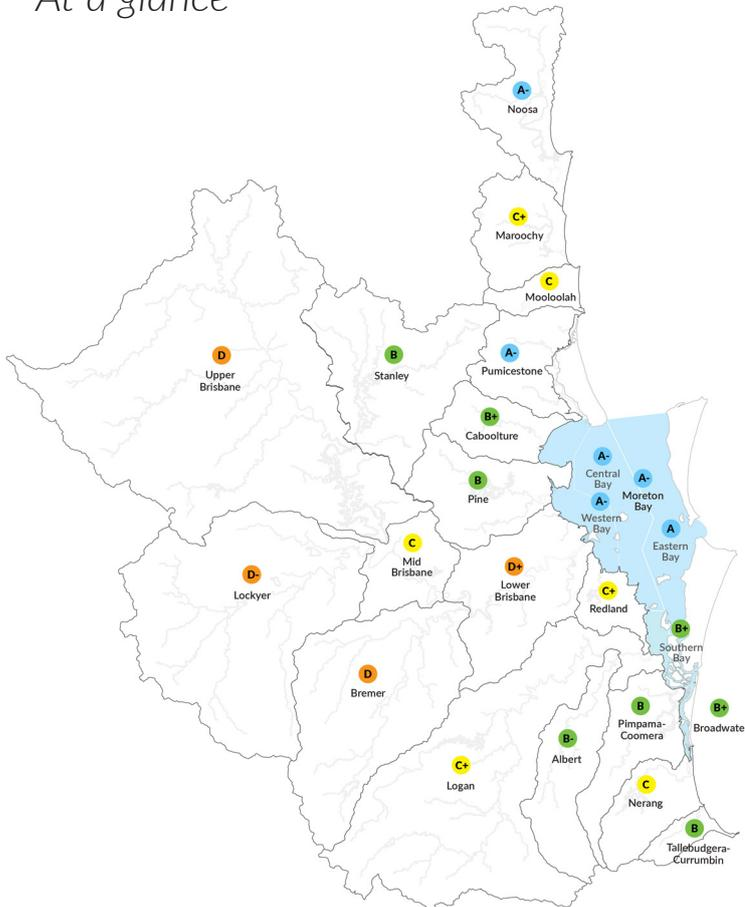 At a glance
A-
Noosa
C+
Maroochy
C
Mooloolah
D
Upper
Brisbane
B
Stanley
A-
Pumicestone
B+
Caboolture
B
Pine
A-
Central
Bay
A-
Moreton
Bay
A-
Western
Bay
A
Eastern
Bay
C
Mid
Brisbane
D+
Lower
Brisbane
D-
Lockyer
C+
Redland
B+
Southern
Bay
D
Bremer
B
Pimpama-
Coomera
B+
Broadwate
B-
Albert
C+
Logan
C
Nerang
B
Tallebudgera-
Currumbin